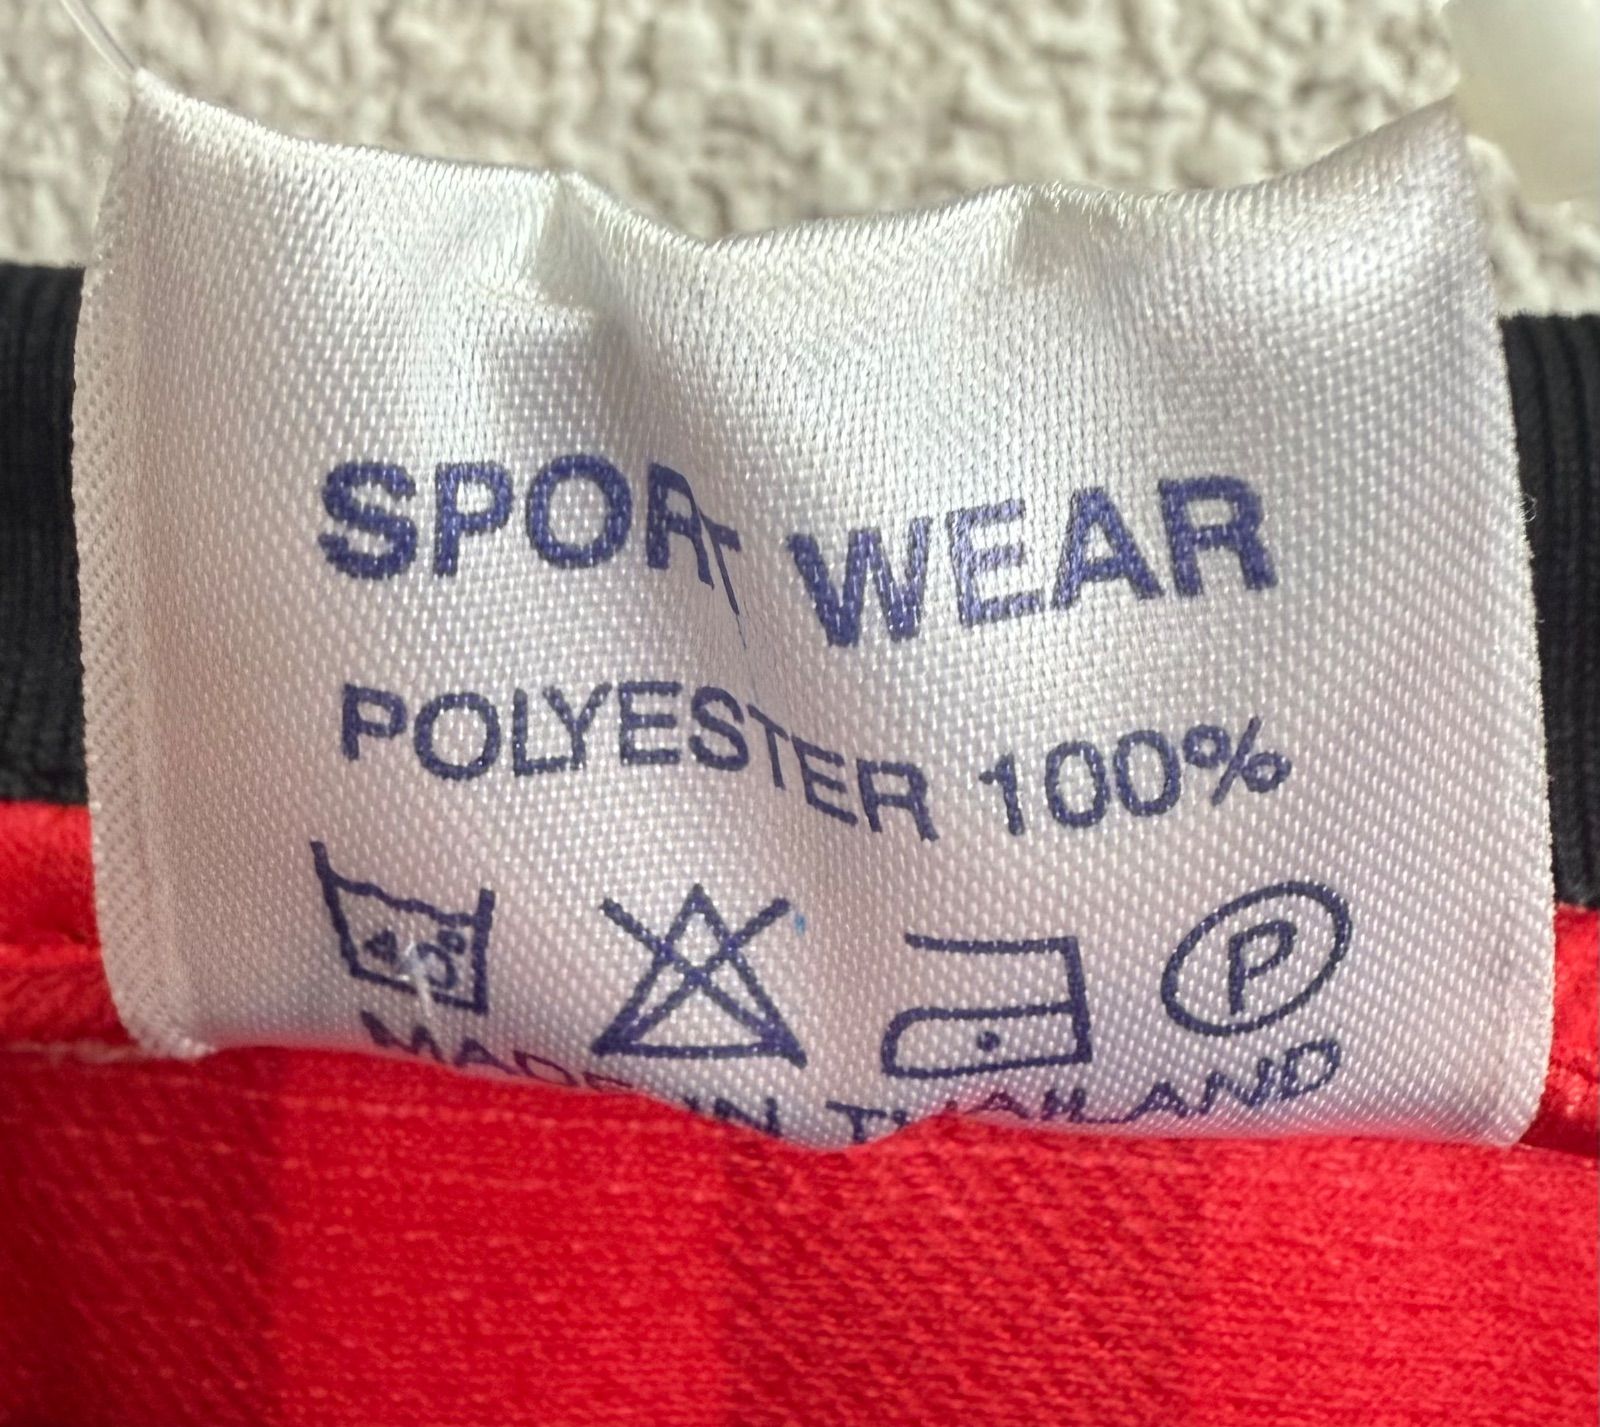 SPORT WEAR
POLYESTER 100%
40° P
MADE IN THAILAND